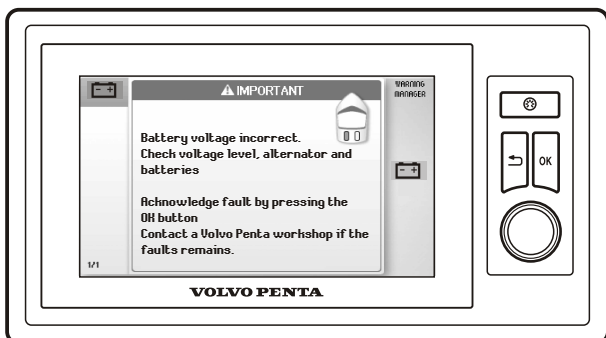 IMPORTANT
WARNING
MANAGER
Battery voltage incorrect.
Check voltage level, alternator and
batteries
Acknowledge fault by pressing the
OK button
Contact a Volvo Penta workshop if the
faults remains.
1/1
OK
VOLVO PENTA